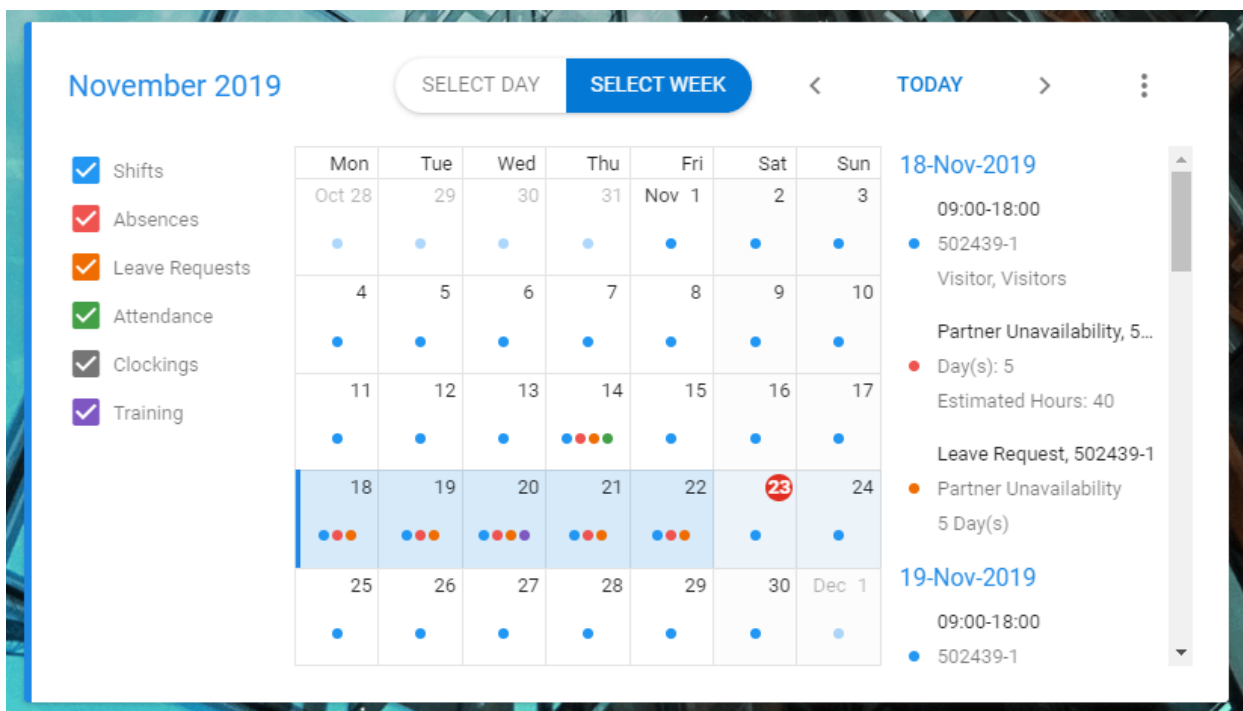 November 2019
SELECT DAY
SELECT WEEK
TODAY
Shifts
Absences
Leave Requests
Attendance
Clockings
Training
Mon Tue Wed Thu Fri Sat Sun
Oct 28 29 30 31 Nov 1 2 3
4 5 6 7 8 9 10
11 12 13 14 15 16 17
18 19 20 21 22 23 24
25 26 27 28 29 30 Dec 1
18-Nov-2019
09:00-18:00
502439-1
Visitor, Visitors
Partner Unavailability, 5...
Day(s): 5
Estimated Hours: 40
Leave Request, 502439-1
Partner Unavailability
5 Day(s)
19-Nov-2019
09:00-18:00
502439-1